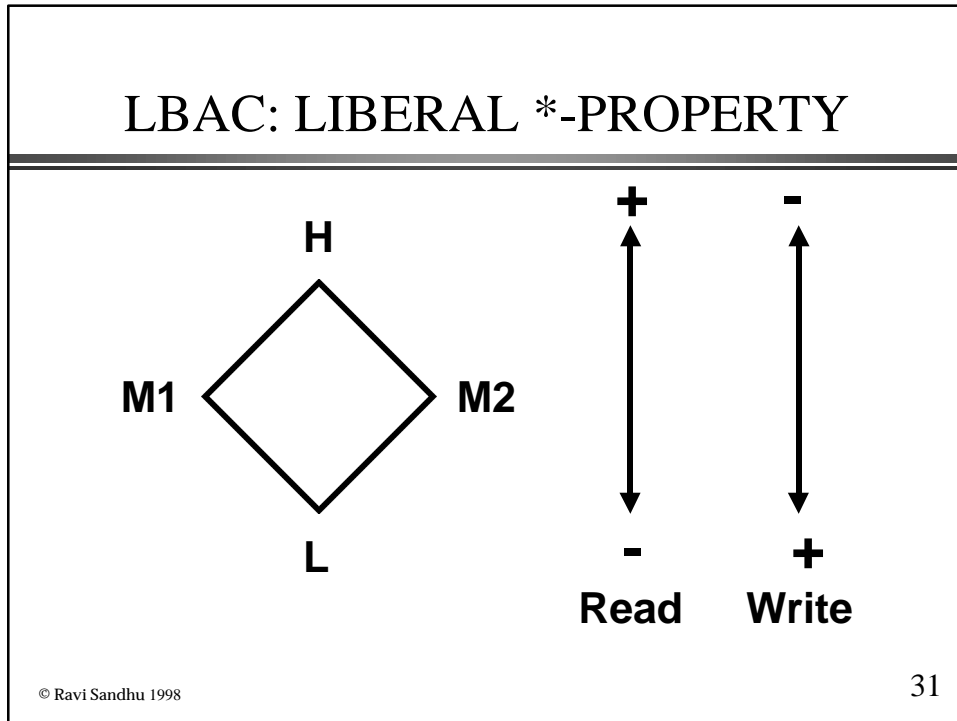 LBAC: LIBERAL *-PROPERTY
+ -
H
M1 M2
L
- +
Read Write
© Ravi Sandhu 1998
31